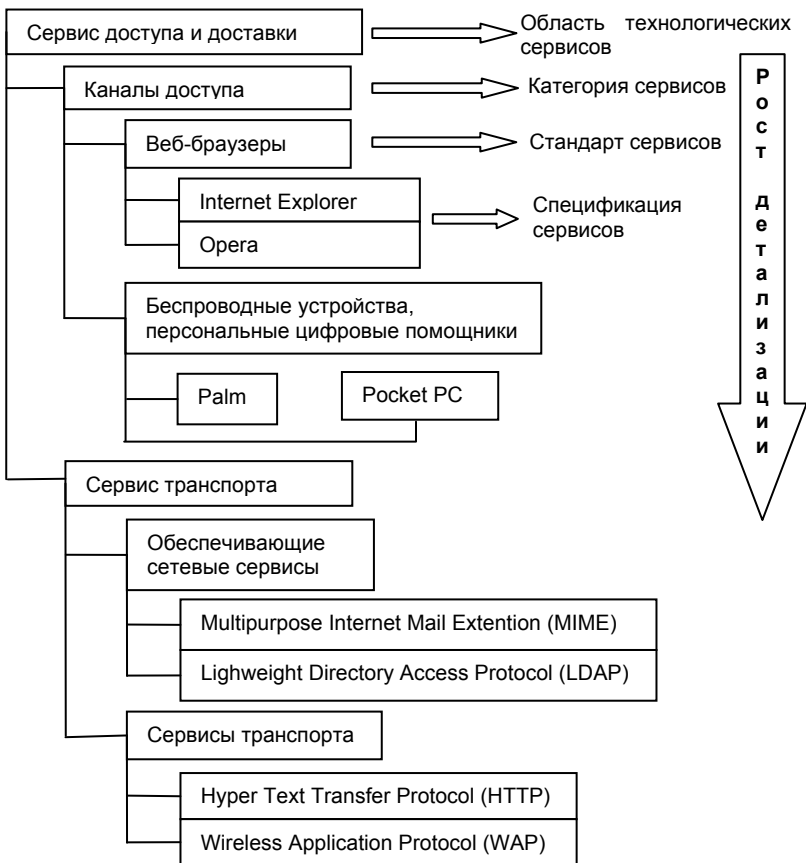 Сервис доступа и доставки
Область технологических
сервисов
Каналы доступа
Категория сервисов
Веб-браузеры
Стандарт сервисов
Internet Explorer
Спецификация
сервисов
Opera
Беспроводные устройства,
персональные цифровые помощники
Palm
Pocket PC
Рост детализации
Сервис транспорта
Обеспечивающие
сетевые сервисы
Multipurpose Internet Mail Extention (MIME)
Lighweight Directory Access Protocol (LDAP)
Сервисы транспорта
Hyper Text Transfer Protocol (HTTP)
Wireless Application Protocol (WAP)